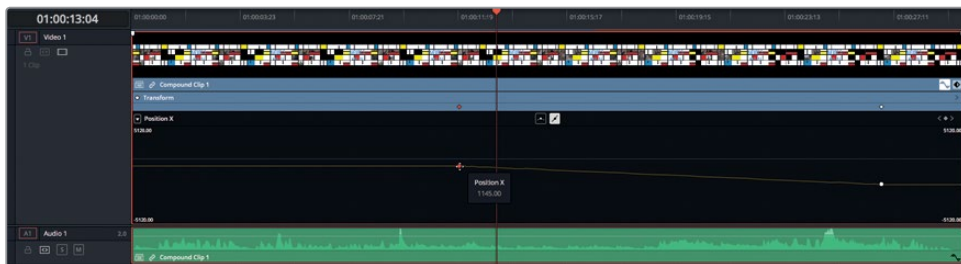 01:00:13:04
01:00:00:00
01:00:03:23
01:00:07:21
01:00:11:19
01:00:15:17
01:00:19:15
01:00:23:13
01:00:27:11
V1 Video 1
1 Clip
Compound Clip 1
Transform
Position X
5120.00 5120.00
Position X
1145.00
-5120.00 -5120.00
A1 Audio 1 2.0
S M
Compound Clip 1